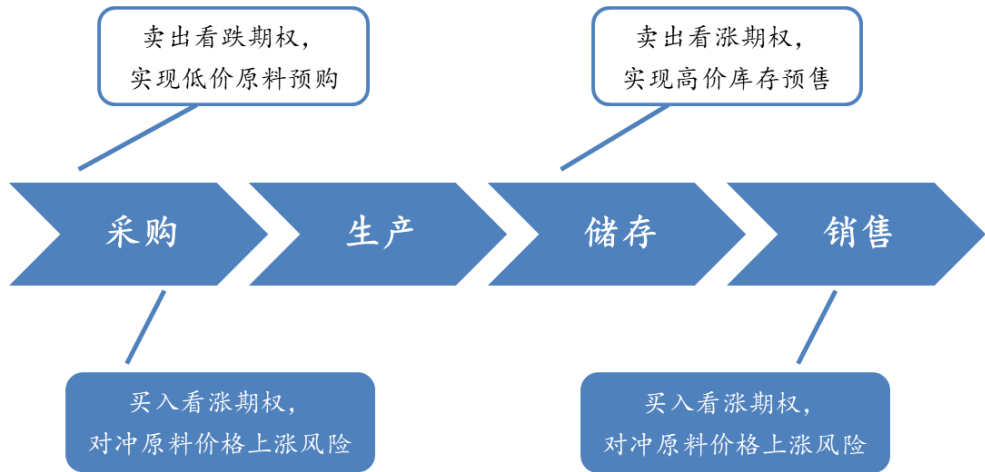 卖出看跌期权，
实现低价原料预购
卖出看涨期权，
实现高价库存预售
采购
生产
储存
销售
买入看涨期权，
对冲原料价格上涨风险
买入看涨期权，
对冲原料价格上涨风险